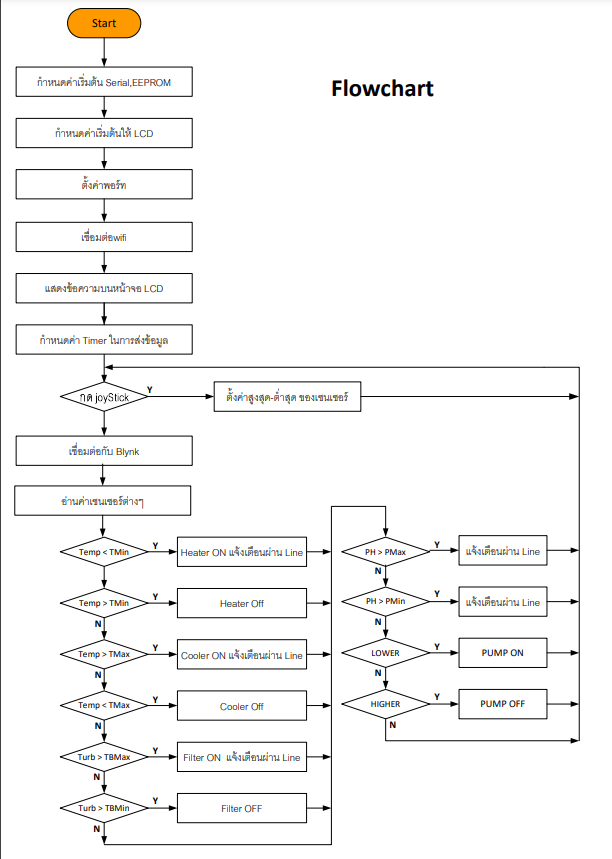 Start
Flowchart
กำหนดค่าเริ่มต้น Serial,EEPROM
กำหนดค่าเริ่มต้นให้ LCD
ตั้งค่าพอร์ท
เชื่อมต่อwifi
แสดงข้อความบนหน้าจอ LCD
กำหนดค่า Timer ในการส่งข้อมูล
กด joyStick
Y
ตั้งค่าสูงสุด-ต่ำสุด ของเซนเซอร์
เชื่อมต่อกับ Blynk
อ่านค่าเซนเซอร์ต่างๆ
Temp < TMin
Y
Heater ON แจ้งเตือนผ่าน Line
Temp > TMin
Y
Heater Off
N
Temp > TMax
Y
Cooler ON แจ้งเตือนผ่าน Line
N
Temp < TMax
Y
Cooler Off
N
Turb > TBMax
Y
Filter ON แจ้งเตือนผ่าน Line
N
Turb > TBMin
Y
Filter OFF
N
PH > PMax
Y
แจ้งเตือนผ่าน Line
N
PH > PMin
Y
แจ้งเตือนผ่าน Line
N
LOWER
Y
PUMP ON
N
HIGHER
Y
PUMP OFF
N